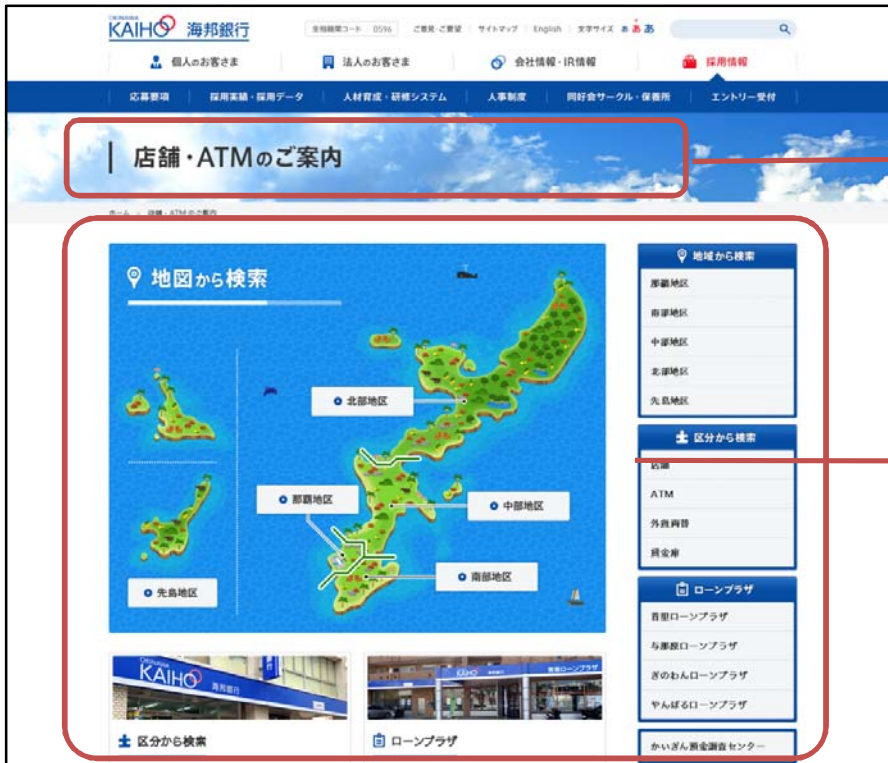 OKINAWA
KAIHO 海邦銀行
金融機関コード 0596 ご意見・ご要望 サイトマップ English 文字サイズ あ あ あ
個人のお客さま 法人のお客さま 会社情報・IR情報 採用情報
応募要項 採用実績・採用データ 人材育成・研修システム 人事制度 同好会サークル・保養所 エントリー受付
店舗・ATMのご案内
ホーム > 店舗・ATMのご案内
地図から検索
北部地区
那覇地区
中部地区
南部地区
先島地区
地域から検索
那覇地区
南部地区
中部地区
北部地区
先島地区
区分から検索
店舗
ATM
外貨両替
貸金庫
ローンプラザ
首里ローンプラザ
与那原ローンプラザ
ぎのわんローンプラザ
やんばるローンプラザ
かいぎん預金調査センター
OKINAWA
KAIHO 海邦銀行
KAIHO
区分から検索
ローンプラザ